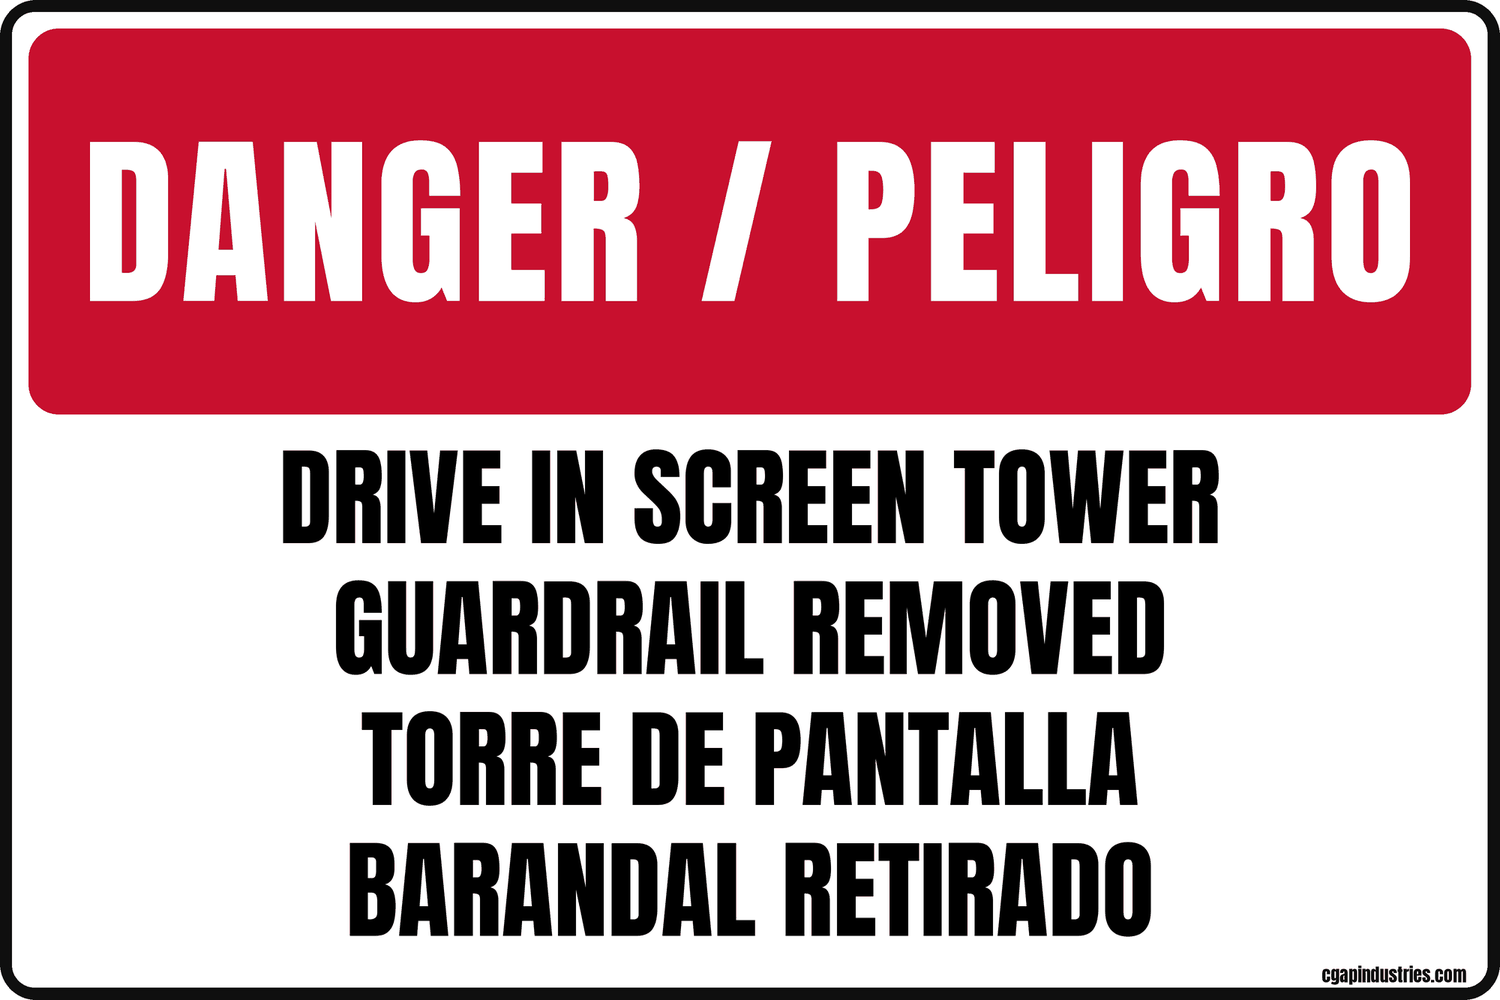 DANGER / PELIGRO
DRIVE IN SCREEN TOWER
GUARDRAIL REMOVED
TORRE DE PANTALLA
BARANDAL RETIRADO
cgapindustries.com